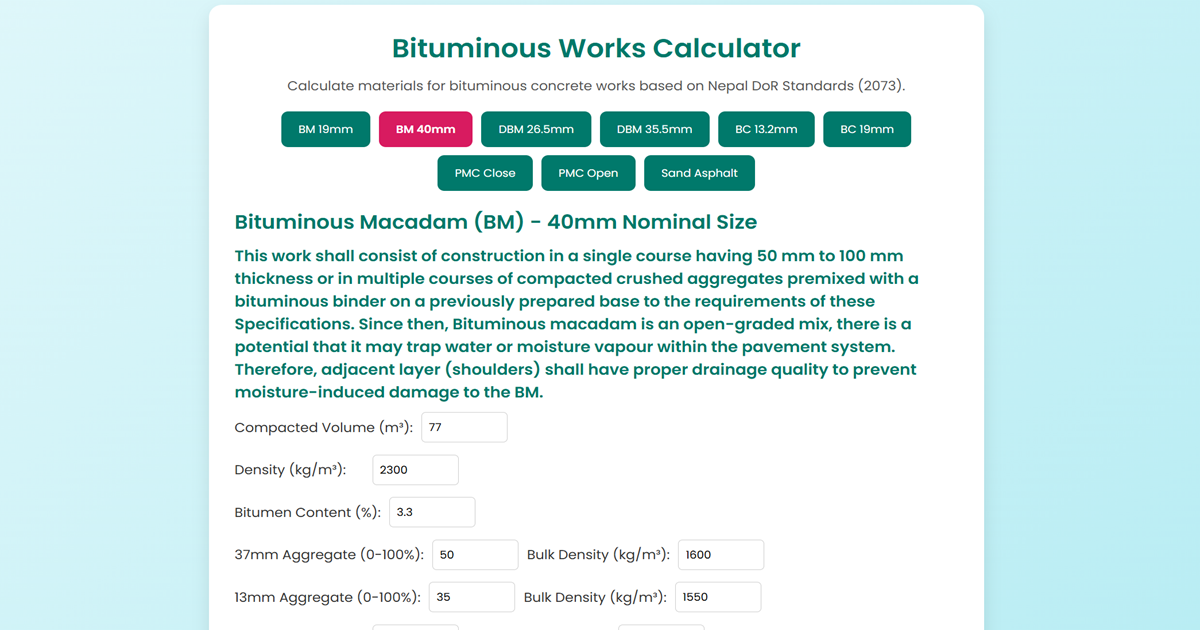 Bituminous Works Calculator
Calculate materials for bituminous concrete works based on Nepal DoR Standards (2073).
BM 19mm BM 40mm DBM 26.5mm DBM 35.5mm BC 13.2mm BC 19mm
PMC Close PMC Open Sand Asphalt
Bituminous Macadam (BM) - 40mm Nominal Size
This work shall consist of construction in a single course having 50 mm to 100 mm
thickness or in multiple courses of compacted crushed aggregates premixed with a
bituminous binder on a previously prepared base to the requirements of these
Specifications. Since then, Bituminous macadam is an open-graded mix, there is a
potential that it may trap water or moisture vapour within the pavement system.
Therefore, adjacent layer (shoulders) shall have proper drainage quality to prevent
moisture-induced damage to the BM.
Compacted Volume (m³): 77
Density (kg/m³): 2300
Bitumen Content (%): 3.3
37mm Aggregate (0-100%): 50 Bulk Density (kg/m³): 1600
13mm Aggregate (0-100%): 35 Bulk Density (kg/m³): 1550